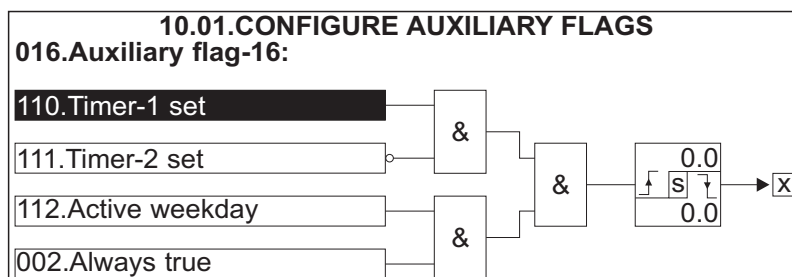 10.01.CONFIGURE AUXILIARY FLAGS
016.Auxiliary flag-16:
110.Timer-1 set
&
111.Timer-2 set
0.0
&
S
x
0.0
112.Active weekday
&
002.Always true